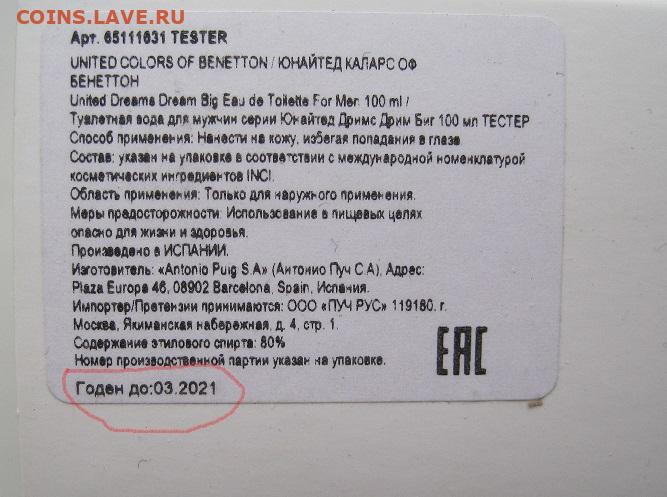 COINS.LAVE.RU
Арт. 65111631 TESTER
UNITED COLORS OF BENETTON / ЮНАЙТЕД КАЛАРС ОФ
БЕНЕТТОН
United Dreams Dream Big Eau de Toilette For Men 100 ml /
Туалетная вода для мужчин серии Юнайтед Дримс Дрим Биг 100 мл ТЕСТЕР
Способ применения: Нанести на кожу, избегая попадания в глаза
Состав: указан на упаковке в соответствии с международной номенклатурой
косметических ингредиентов INCI.
Область применения: Только для наружного применения.
Меры предосторожности: Использование в пищевых целях
опасно для жизни и здоровья.
Произведено в ИСПАНИИ.
Изготовитель: «Antonio Puig S.A» (Антонио Пуч С.А), Адрес:
Plaza Europa 46, 08902 Barcelona, Spain, Испания.
Импортер/Претензии принимаются: ООО «ПУЧ РУС» 119180. г.
Москва, Якиманская набережная, д. 4, стр. 1.
Содержание этилового спирта: 80%
Номер производственной партии указан на упаковке.
EAC
Годен до:03.2021
COINS.LAVE.RU